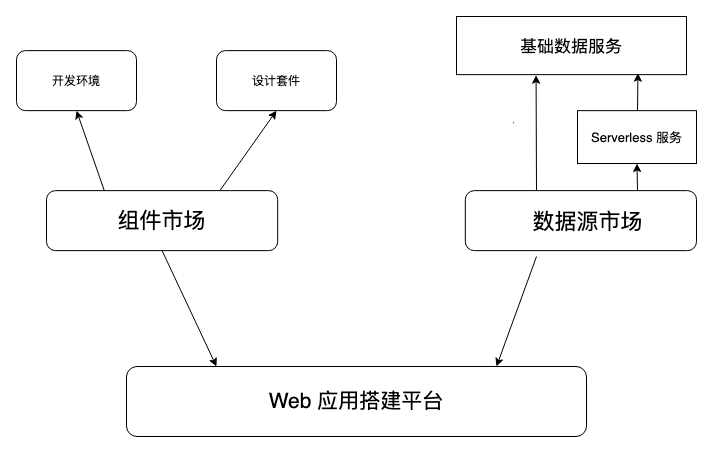 基础数据服务
开发环境
设计套件
Serverless 服务
组件市场
数据源市场
Web 应用搭建平台